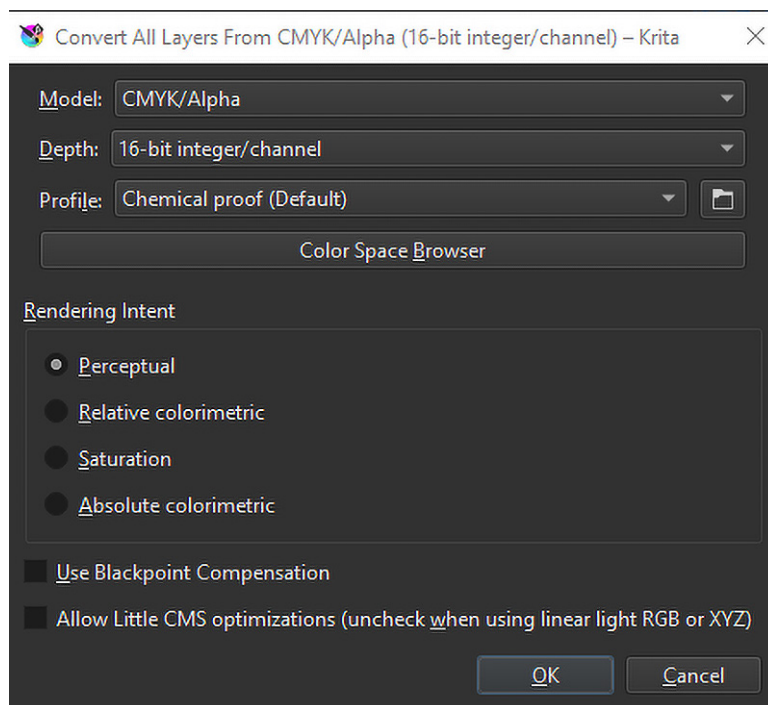 Convert All Layers From CMYK/Alpha (16-bit integer/channel) – Krita
Model: CMYK/Alpha
Depth: 16-bit integer/channel
Profile: Chemical proof (Default)
Color Space Browser
Rendering Intent
Perceptual
Relative colorimetric
Saturation
Absolute colorimetric
Use Blackpoint Compensation
Allow Little CMS optimizations (uncheck when using linear light RGB or XYZ)
OK Cancel